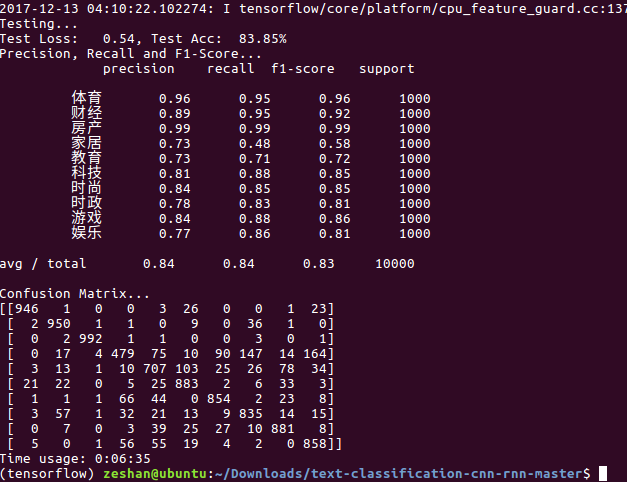 2017-12-13 04:10:22.102274: I tensorflow/core/platform/cpu_feature_guard.cc:137
Testing...
Test Loss:   0.54, Test Acc:  83.85%
Precision, Recall and F1-Score...
             precision    recall  f1-score   support

         体育       0.96      0.95      0.96      1000
         财经       0.89      0.95      0.92      1000
         房产       0.99      0.99      0.99      1000
         家居       0.73      0.48      0.58      1000
         教育       0.73      0.71      0.72      1000
         科技       0.81      0.88      0.85      1000
         时尚       0.84      0.85      0.85      1000
         时政       0.78      0.83      0.81      1000
         游戏       0.84      0.88      0.86      1000
         娱乐       0.77      0.86      0.81      1000

avg / total       0.84      0.84      0.83     10000

Confusion Matrix...
[[946   1   0   0   3  26   0   0   1  23]
 [  2 950   1   1   0   9   0  36   1   0]
 [  0   2 992   1   1   0   0   3   0   1]
 [  0  17   4 479  75  10  90 147  14 164]
 [  3  13   1  10 707 103  25  26  78  34]
 [ 21  22   0   5  25 883   2   6  33   3]
 [  1   1   1  66  44   0 854   2  23   8]
 [  3  57   1  32  21  13   9 835  14  15]
 [  0   7   0   3  39  25  27  10 881   8]
 [  5   0   1  56  55  19   4   2   0 858]]
Time usage: 0:06:35
(tensorflow) zeshan@ubuntu:~/Downloads/text-classification-cnn-rnn-master$